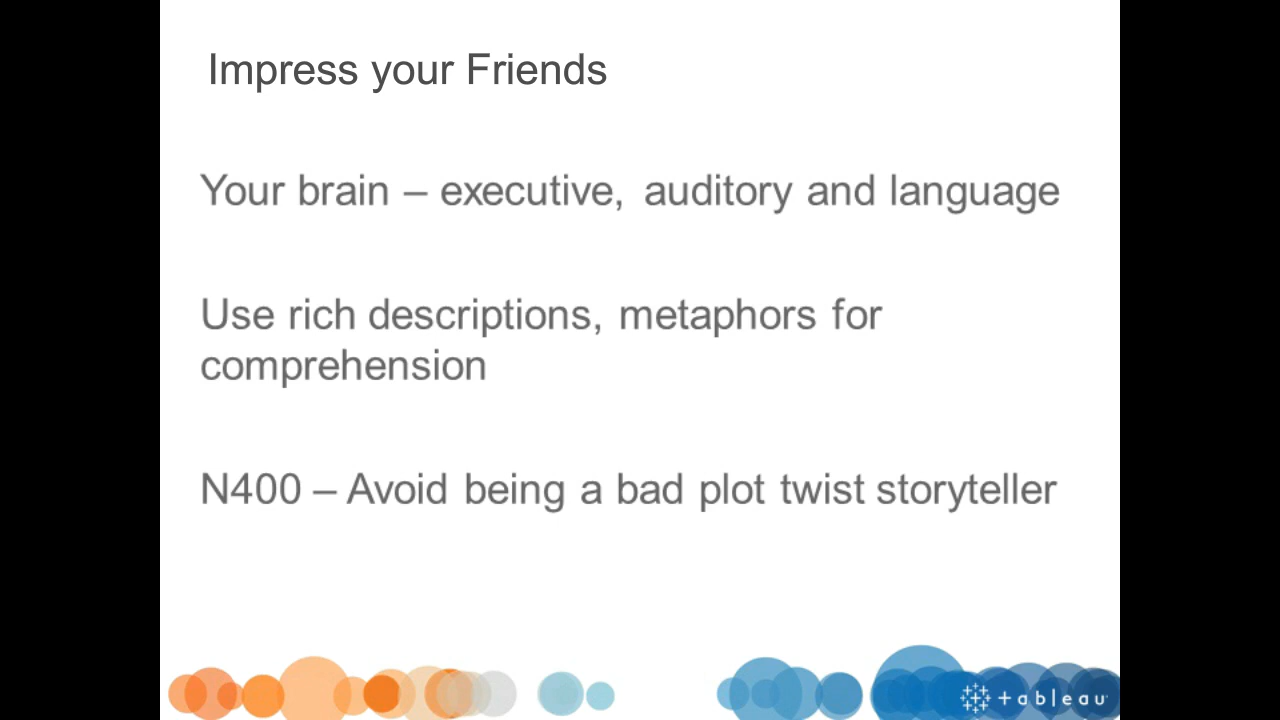 Impress your Friends
Your brain – executive, auditory and language
Use rich descriptions, metaphors for
comprehension
N400 – Avoid being a bad plot twist storyteller
+ableau